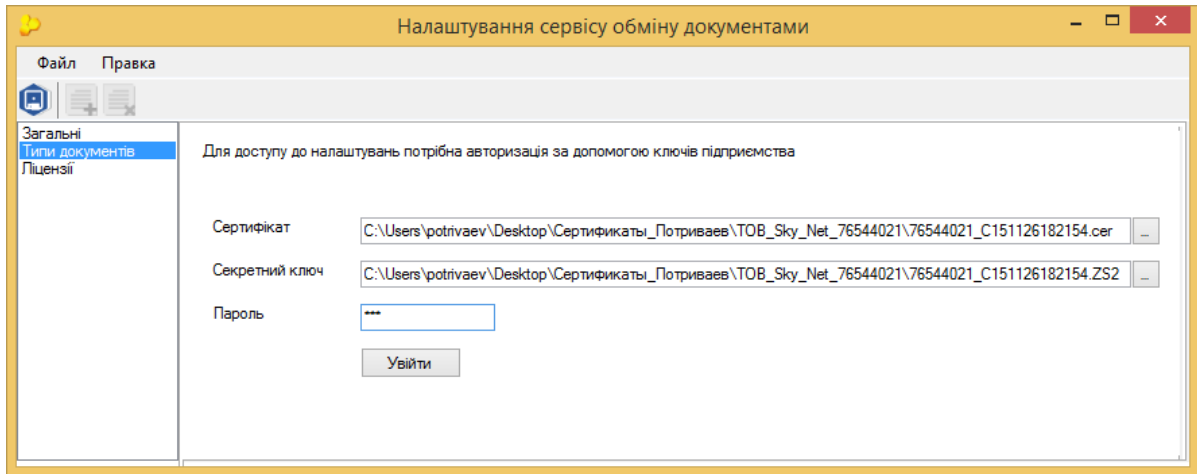 Налаштування сервісу обміну документами
Файл Правка
Загальні
Типи документів
Ліцензії
Для доступу до налаштувань потрібна авторизація за допомогою ключів підприємства
Сертифікат C:\Users\potrivaev\Desktop\Сертификаты_Потриваев\ТОВ_Sky_Net_76544021\76544021_C151126182154.cer ...
Секретний ключ C:\Users\potrivaev\Desktop\Сертификаты_Потриваев\ТОВ_Sky_Net_76544021\76544021_C151126182154.ZS2 ...
Пароль ***
Увійти